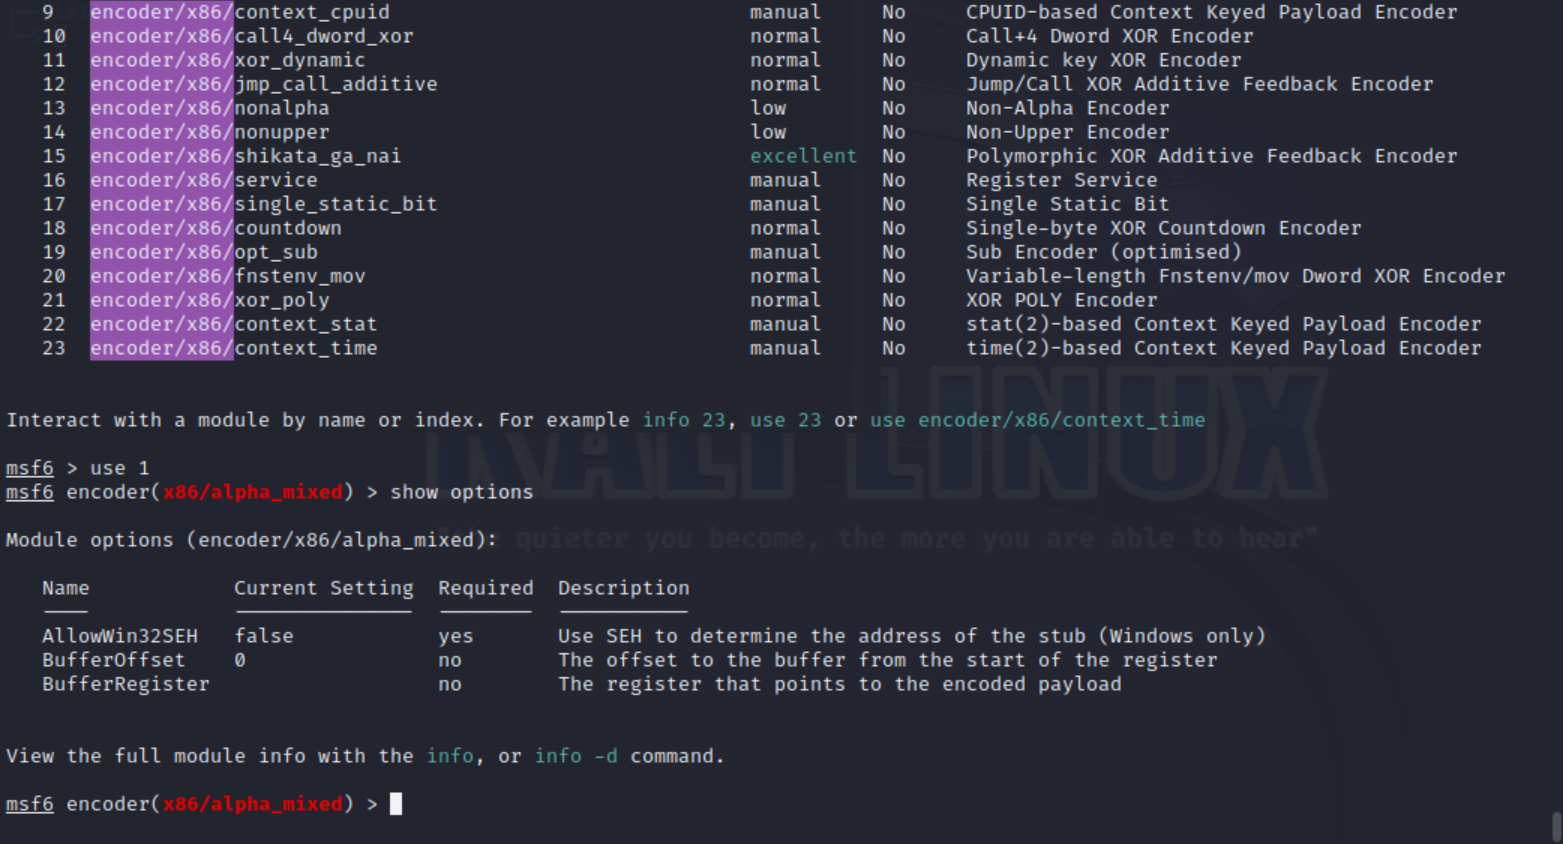 9 encoder/x86/context_cpuid manual No CPUID-based Context Keyed Payload Encoder
10 encoder/x86/call4_dword_xor normal No Call+4 Dword XOR Encoder
11 encoder/x86/xor_dynamic normal No Dynamic key XOR Encoder
12 encoder/x86/jmp_call_additive normal No Jump/Call XOR Additive Feedback Encoder
13 encoder/x86/nonalpha low No Non-Alpha Encoder
14 encoder/x86/nonupper low No Non-Upper Encoder
15 encoder/x86/shikata_ga_nai excellent No Polymorphic XOR Additive Feedback Encoder
16 encoder/x86/service manual No Register Service
17 encoder/x86/single_static_bit manual No Single Static Bit
18 encoder/x86/countdown normal No Single-byte XOR Countdown Encoder
19 encoder/x86/opt_sub manual No Sub Encoder (optimised)
20 encoder/x86/fnstenv_mov normal No Variable-length Fnstenv/mov Dword XOR Encoder
21 encoder/x86/xor_poly normal No XOR POLY Encoder
22 encoder/x86/context_stat manual No stat(2)-based Context Keyed Payload Encoder
23 encoder/x86/context_time manual No time(2)-based Context Keyed Payload Encoder
Interact with a module by name or index. For example info 23, use 23 or use encoder/x86/context_time
KALI LINUX
msf6 > use 1
msf6 encoder(x86/alpha_mixed) > show options
Module options (encoder/x86/alpha_mixed):
quieter you become, the more you are able to hear"
Name Current Setting Required Description
AllowWin32SEH false yes Use SEH to determine the address of the stub (Windows only)
BufferOffset 0 no The offset to the buffer from the start of the register
BufferRegister no The register that points to the encoded payload
View the full module info with the info, or info -d command.
msf6 encoder(x86/alpha_mixed) >